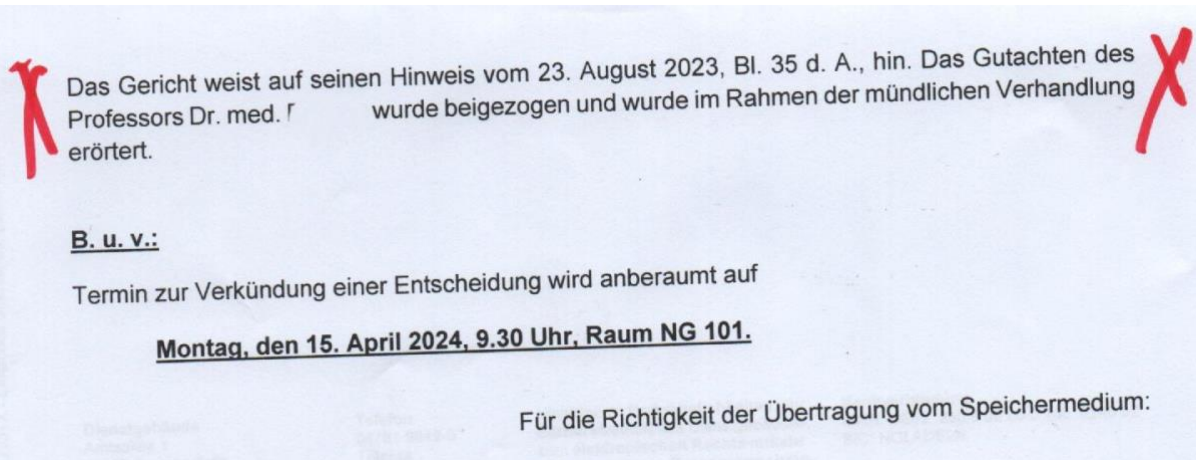 Das Gericht weist auf seinen Hinweis vom 23. August 2023, Bl. 35 d. A., hin. Das Gutachten des
Professors Dr. med. wurde beigezogen und wurde im Rahmen der mündlichen Verhandlung
erörtert.
B. u. v.:
Termin zur Verkündung einer Entscheidung wird anberaumt auf
Montag, den 15. April 2024, 9.30 Uhr, Raum NG 101.
Für die Richtigkeit der Übertragung vom Speichermedium: